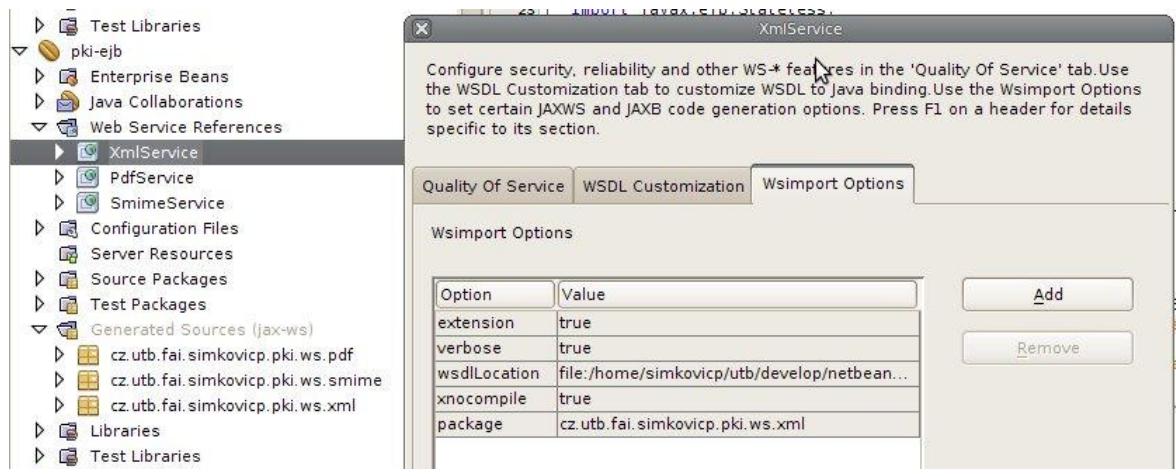 Test Libraries
pki-ejb
Enterprise Beans
Java Collaborations
Web Service References
XmlService
PdfService
SmimeService
Configuration Files
Server Resources
Source Packages
Test Packages
Generated Sources (jax-ws)
cz.utb.fai.simkovicp.pki.ws.pdf
cz.utb.fai.simkovicp.pki.ws.smime
cz.utb.fai.simkovicp.pki.ws.xml
Libraries
Test Libraries
import javax.ejb.Stateless;
XmlService
Configure security, reliability and other WS-* features in the 'Quality Of Service' tab.Use
the WSDL Customization tab to customize WSDL to Java binding.Use the Wsimport Options
to set certain JAXWS and JAXB code generation options. Press F1 on a header for details
specific to its section.
Quality Of Service WSDL Customization Wsimport Options
Wsimport Options
Option Value
extension true
verbose true
wsdlLocation file:/home/simkovicp/utb/develop/netbean...
xnocompile true
package cz.utb.fai.simkovicp.pki.ws.xml
Add
Remove